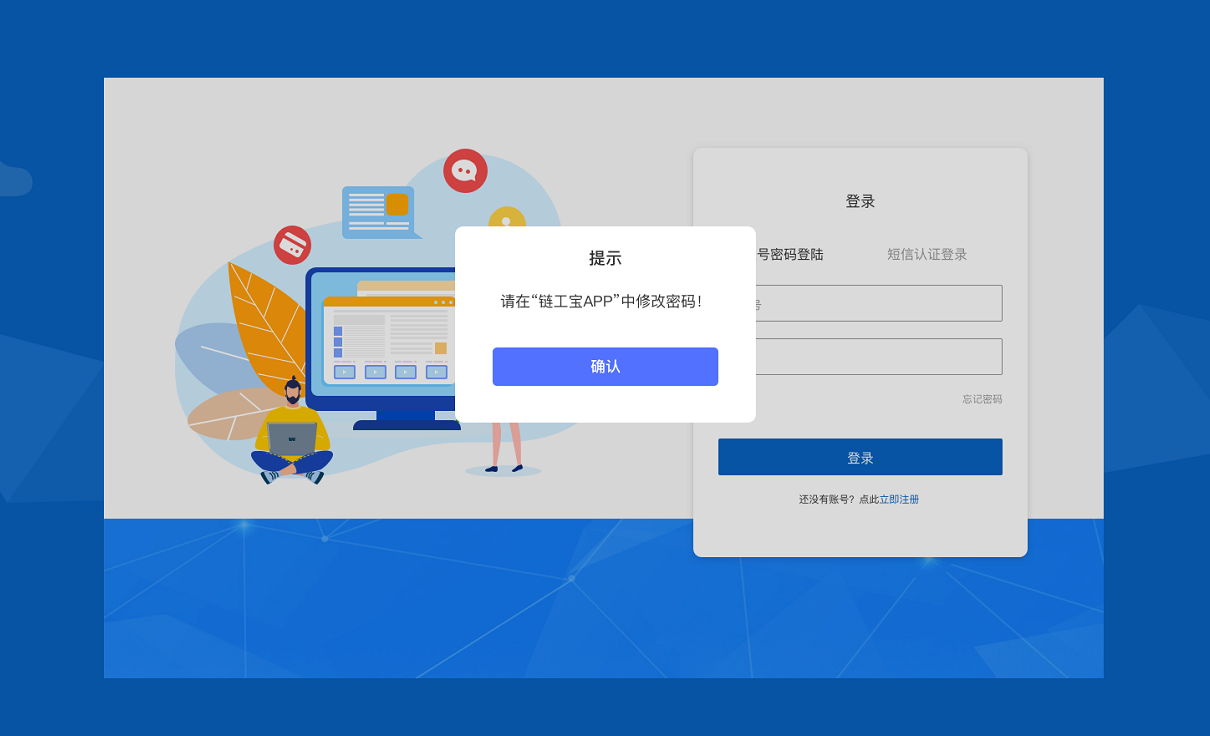 登录
号密码登陆
短信认证登录
提示
请在“链工宝APP”中修改密码！
号
确认
忘记密码
登录
还没有账号？点此立即注册